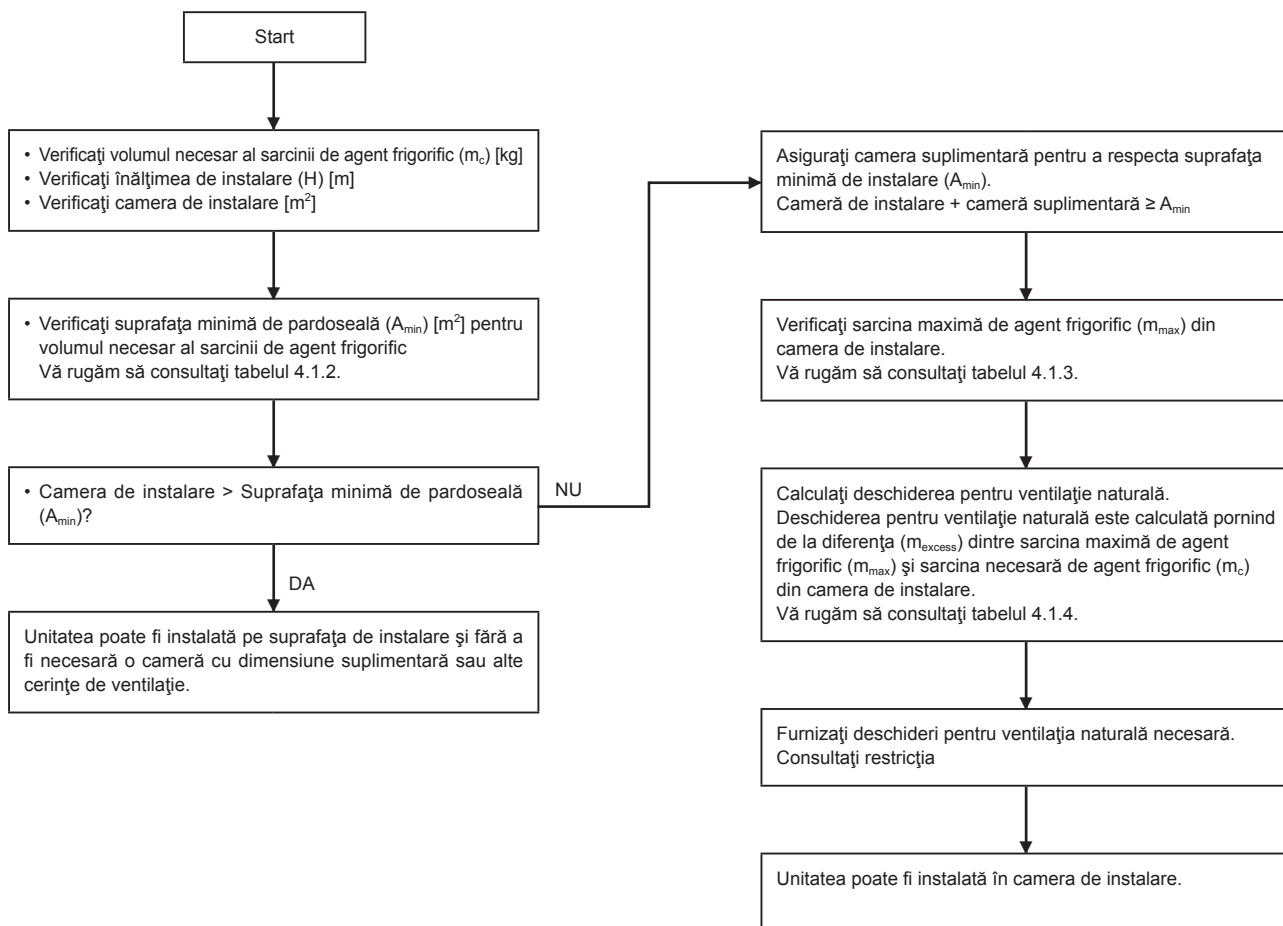 Start
• Verificaţi volumul necesar al sarcinii de agent frigorific (mc) [kg]
• Verificaţi înălţimea de instalare (H) [m]
• Verificaţi camera de instalare [m²]
• Verificaţi suprafaţa minimă de pardoseală (Amin) [m²] pentru
volumul necesar al sarcinii de agent frigorific
Vă rugăm să consultaţi tabelul 4.1.2.
• Camera de instalare > Suprafaţa minimă de pardoseală
(Amin)?
NU
DA
Unitatea poate fi instalată pe suprafaţa de instalare şi fără a
fi necesară o cameră cu dimensiune suplimentară sau alte
cerinţe de ventilaţie.
Asiguraţi camera suplimentară pentru a respecta suprafaţa
minimă de instalare (Amin).
Cameră de instalare + cameră suplimentară ≥ Amin
Verificaţi sarcina maximă de agent frigorific (mmax) din
camera de instalare.
Vă rugăm să consultaţi tabelul 4.1.3.
Calculaţi deschiderea pentru ventilaţie naturală.
Deschiderea pentru ventilaţie naturală este calculată pornind
de la diferenţa (mexcess) dintre sarcina maximă de agent
frigorific (mmax) şi sarcina necesară de agent frigorific (mc)
din camera de instalare.
Vă rugăm să consultaţi tabelul 4.1.4.
Furnizaţi deschideri pentru ventilaţia naturală necesară.
Consultaţi restricţia
Unitatea poate fi instalată în camera de instalare.